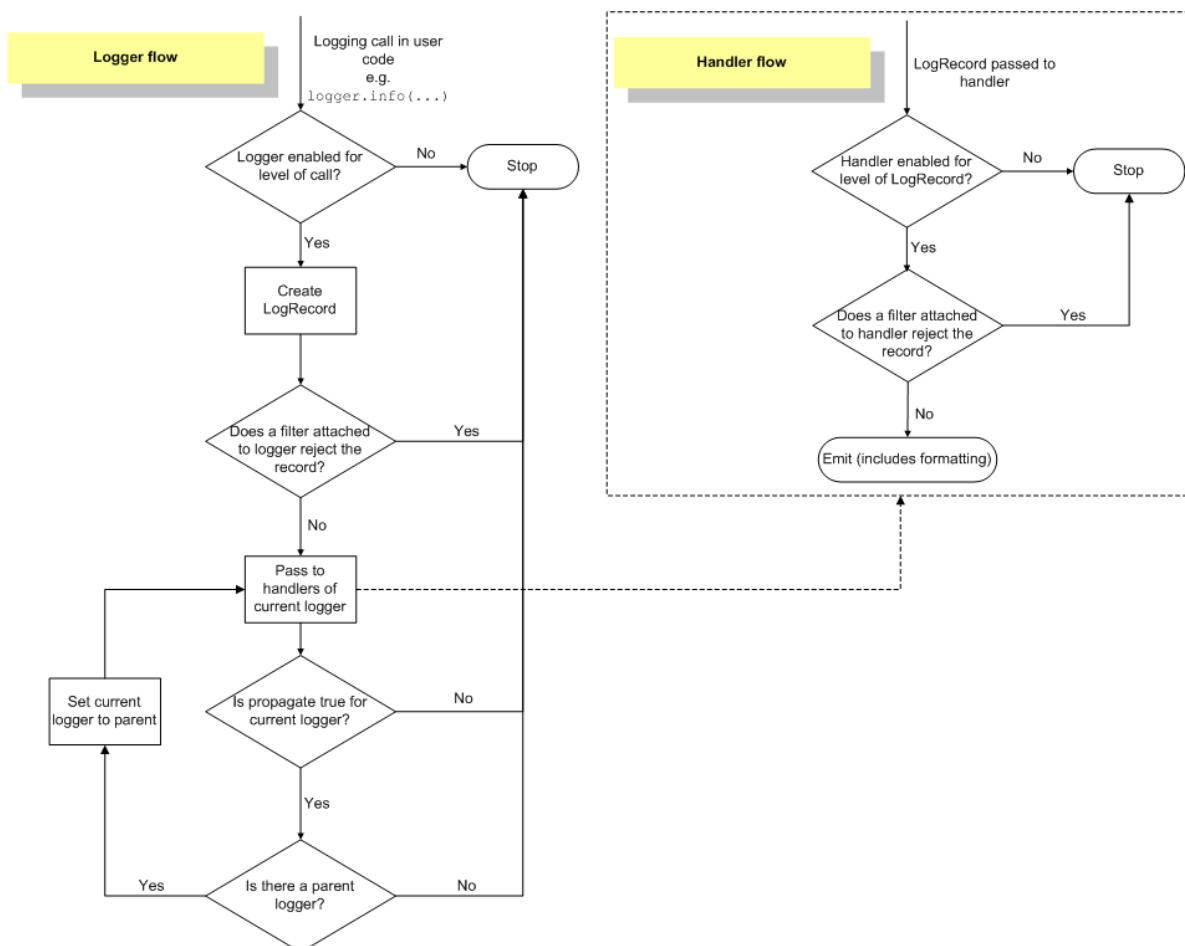 Logger flow
Logging call in user
code
e.g.
logger.info(...)
Logger enabled for
level of call?
No
Stop
Yes
Create
LogRecord
Does a filter attached
to logger reject the
record?
Yes
No
Pass to
handlers of
current logger
Set current
logger to parent
Is propagate true for
current logger?
No
Yes
Is there a parent
logger?
Yes
No
Handler flow
LogRecord passed to
handler
Handler enabled for
level of LogRecord?
No
Stop
Yes
Does a filter attached
to handler reject the
record?
Yes
No
Emit (includes formatting)